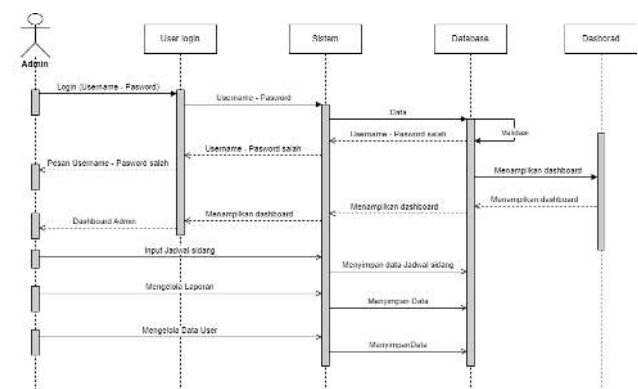 User login
Sistem
Database
Dasborad
Admin
Login (Username - Pasword)
Username - Pasword
Data
Validasi
Username - Pasword salah
Username - Pasword salah
Pesan Username - Pasword salah
Menampilkan dashboard
Menampilkan dashboard
Menampilkan dashboard
Menampilkan dashboard
Dashboard Admin
Input Jadwal sidang
Menyimpan data Jadwal sidang
Mengelola Laporan
Menyimpan Data
Mengelola Data User
MenyimpanData